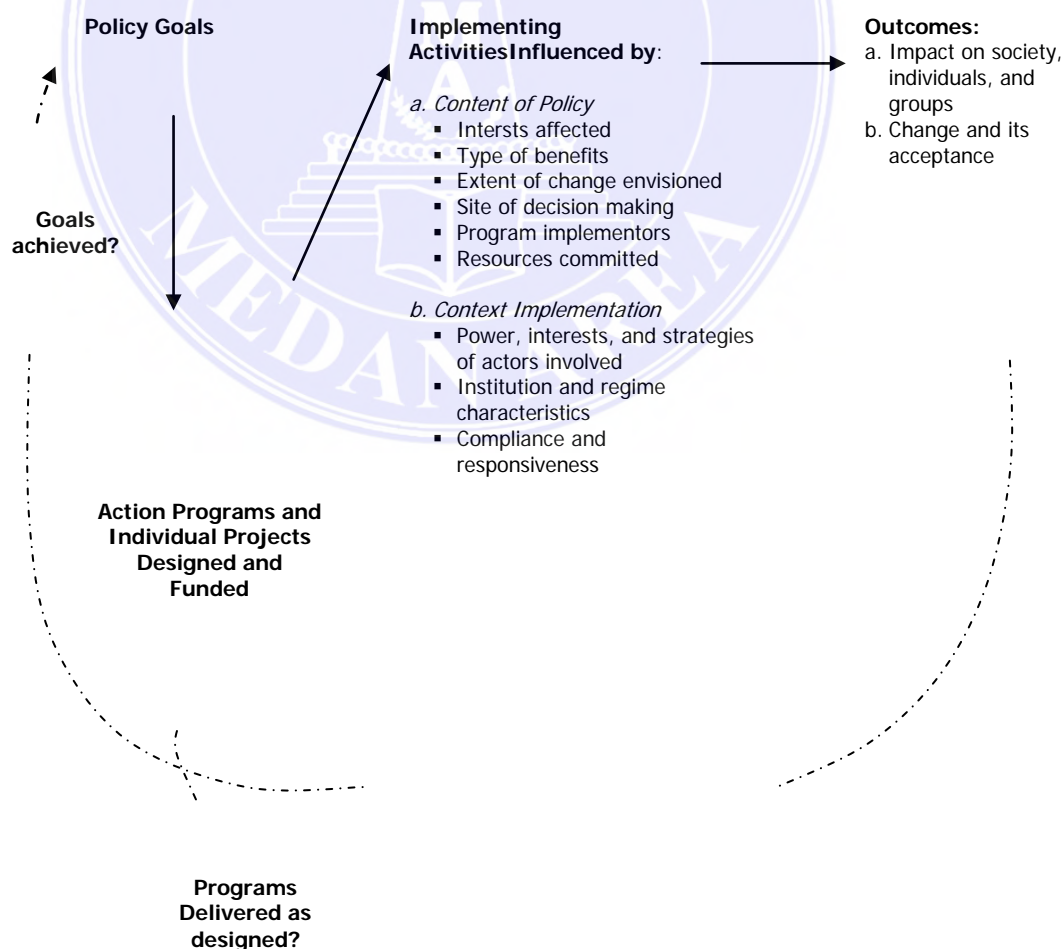 Policy Goals
Implementing
ActivitiesInfluenced by:
a. Content of Policy
▪ Intersts affected
▪ Type of benefits
▪ Extent of change envisioned
▪ Site of decision making
▪ Program implementors
▪ Resources committed
b. Context Implementation
▪ Power, interests, and strategies
of actors involved
▪ Institution and regime
characteristics
▪ Compliance and
responsiveness
Outcomes:
a. Impact on society,
individuals, and
groups
b. Change and its
acceptance
Goals
achieved?
Action Programs and
Individual Projects
Designed and
Funded
Programs
Delivered as
designed?
M
A
MEDAN AREA